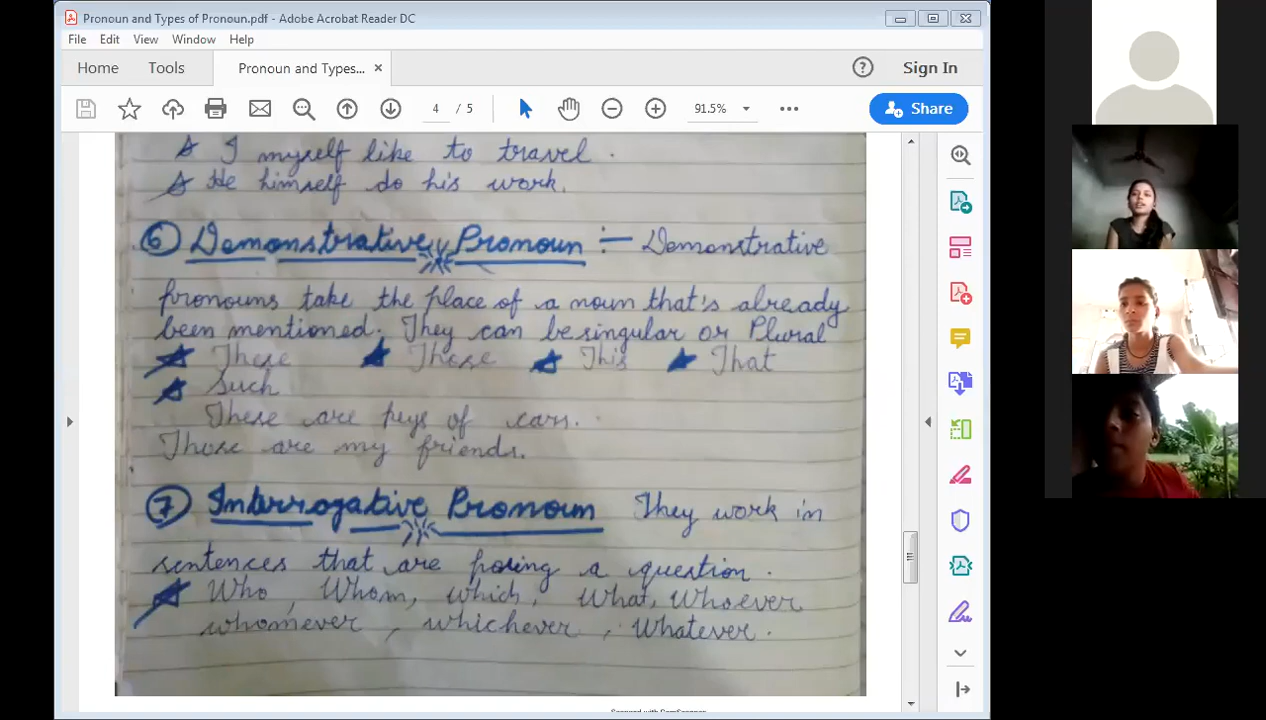 Pronoun and Types of Pronoun.pdf - Adobe Acrobat Reader DC
File Edit View Window Help
Home Tools Pronoun and Types... × Sign In
4 / 5 91.5% Share
I myself like to travel.
He himself do his work.
6 Demonstrative Pronoun :- Demonstrative
pronouns take the place of a noun that's already
been mentioned. They can be singular or Plural
These Those This That
Such
These are keys of cars.
Those are my friends.
7 Interrogative Pronoun They work in
sentences that are posing a question.
Who, Whom, which, What, Whoever
whomever, whichever, Whatever.